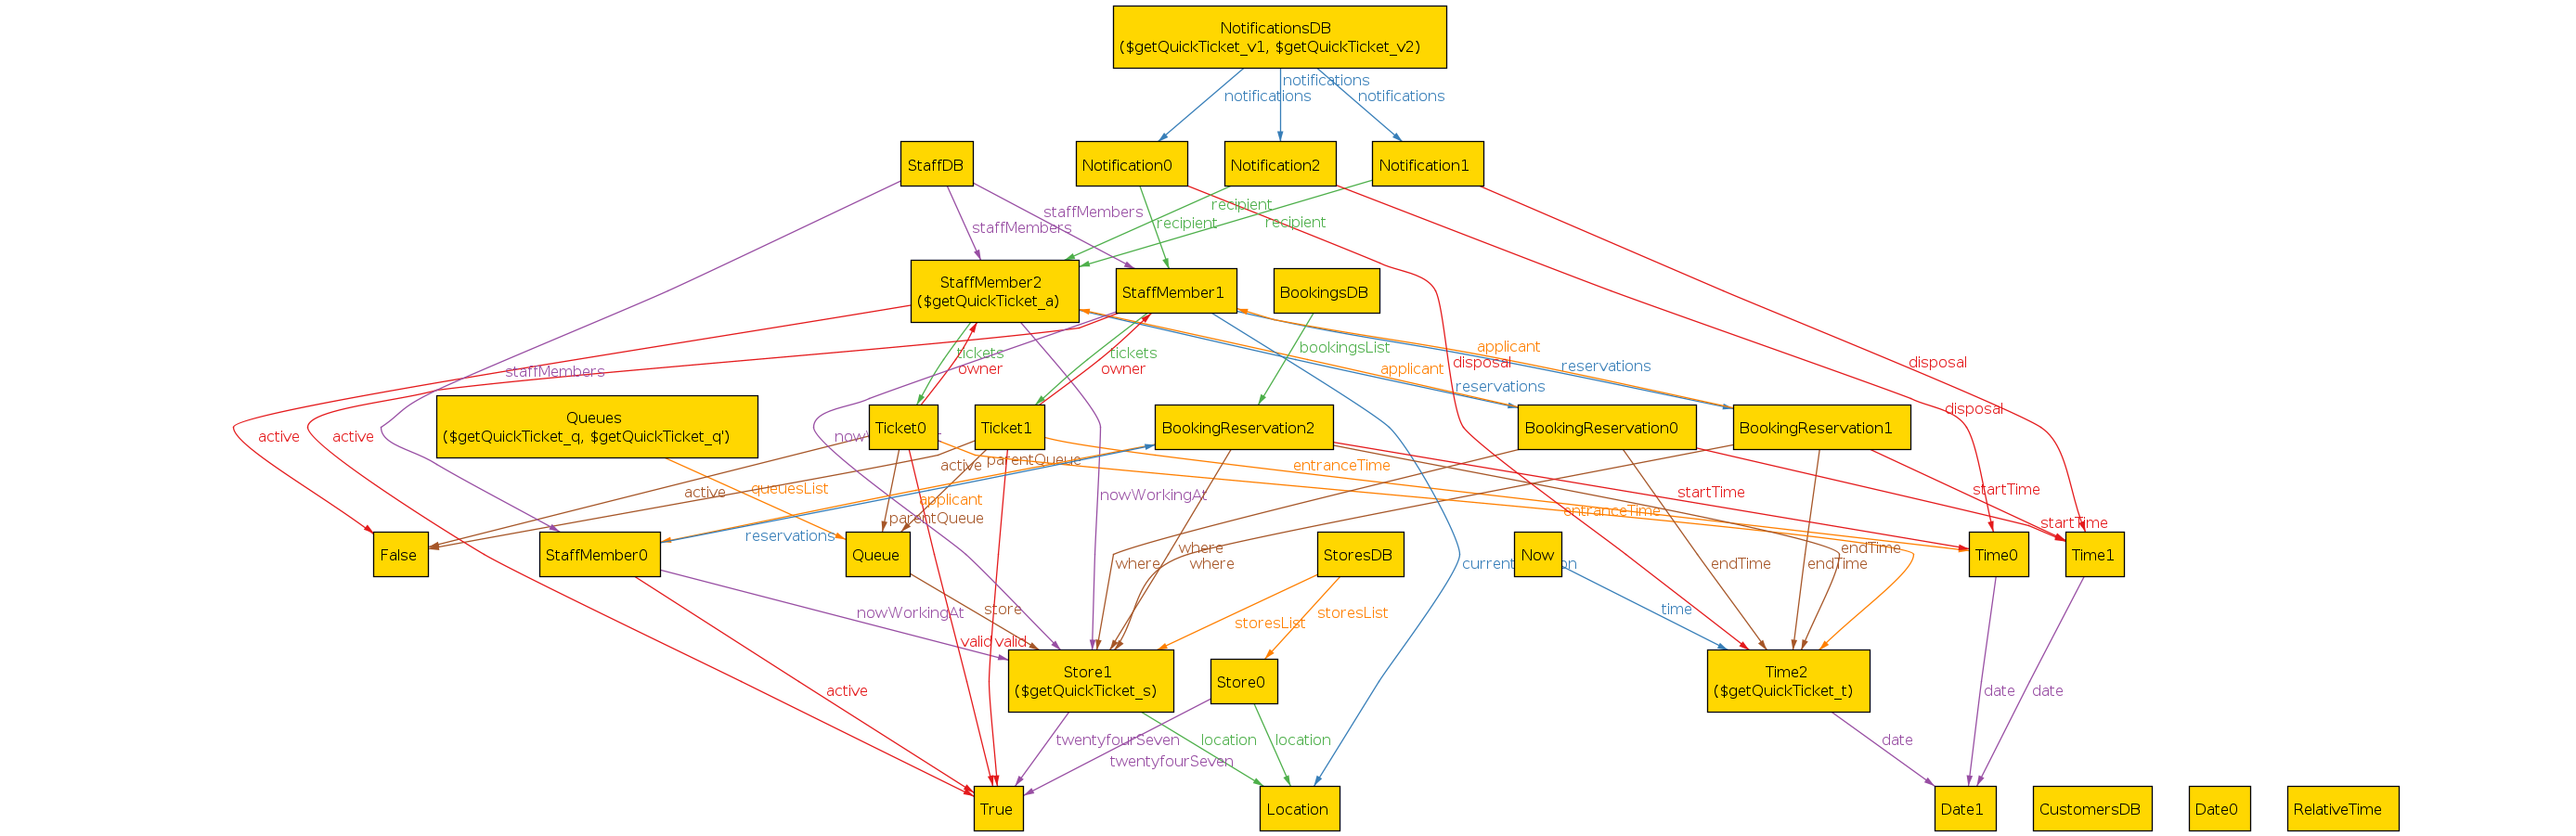 NotificationsDB
($getQuickTicket_v1, $getQuickTicket_v2)
notifications
notifications
notifications
StaffDB
Notification0
Notification2
Notification1
recipient
staffMembers
recipient
recipient
staffMembers
StaffMember2
($getQuickTicket_a)
StaffMember1
BookingsDB
bookingsList
applicant
tickets
tickets
disposal
disposal
reservations
owner
owner
applicant
staffMembers
reservations
disposal
Queues
($getQuickTicket_q, $getQuickTicket_q')
Ticket0
Ticket1
BookingReservation2
BookingReservation0
BookingReservation1
active
active
parentQueue
active
entranceTime
queuesList
active
startTime
startTime
applicant
entranceTime
parentQueue
nowWorkingAt
startTime
reservations
where
endTime
False
StaffMember0
Queue
StoresDB
Now
Time0
Time1
where
where
endTime
endTime
nowWorkingAt
store
storesList
storesList
time
valid
valid
Store1
($getQuickTicket_s)
Store0
Time2
($getQuickTicket_t)
active
date
date
twentyfourSeven
location
location
date
twentyfourSeven
True
Location
Date1
CustomersDB
Date0
RelativeTime